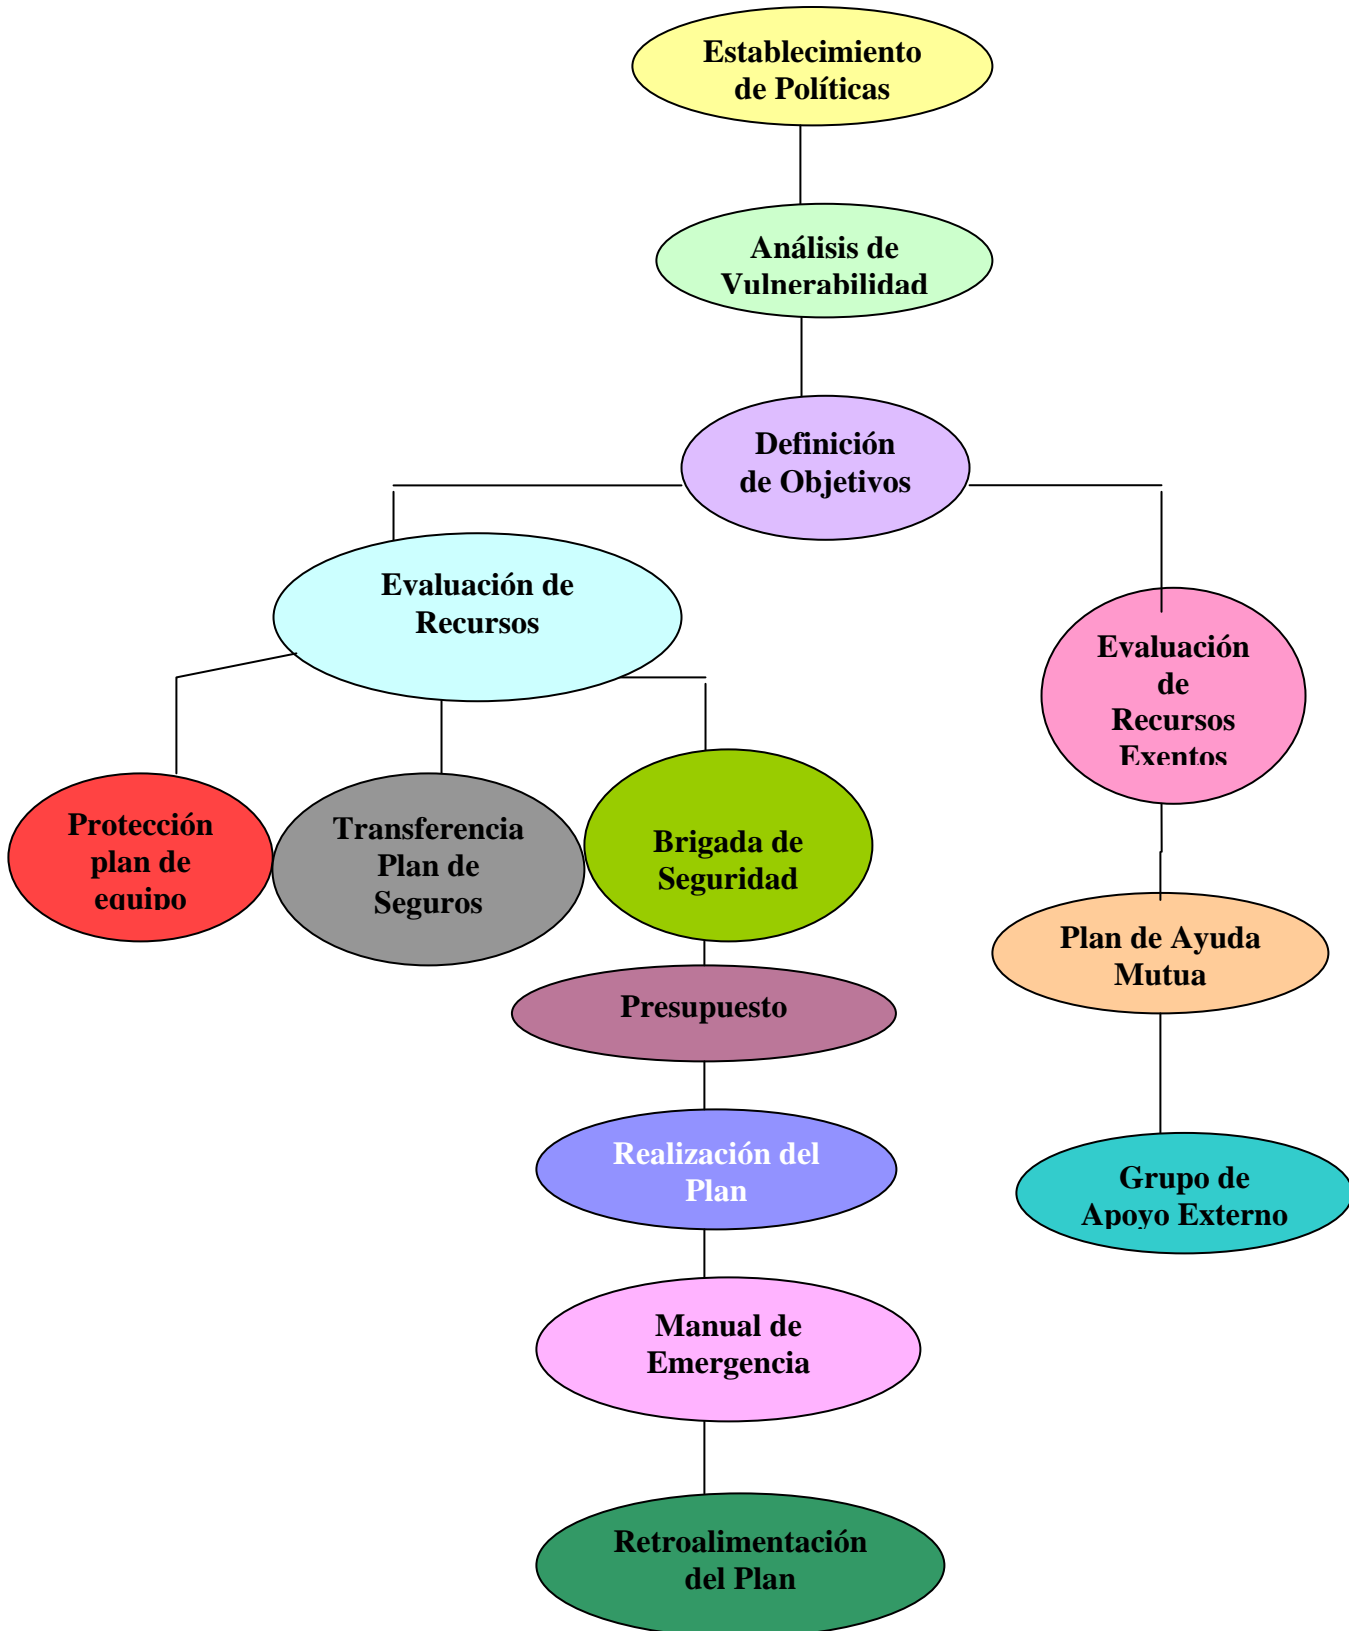 Establecimiento
de Políticas
Análisis de
Vulnerabilidad
Definición
de Objetivos
Evaluación de
Recursos
Evaluación
de
Recursos
Exentos
Protección
plan de
equipo
Transferencia
Plan de
Seguros
Brigada de
Seguridad
Plan de Ayuda
Mutua
Presupuesto
Realización del
Plan
Grupo de
Apoyo Externo
Manual de
Emergencia
Retroalimentación
del Plan